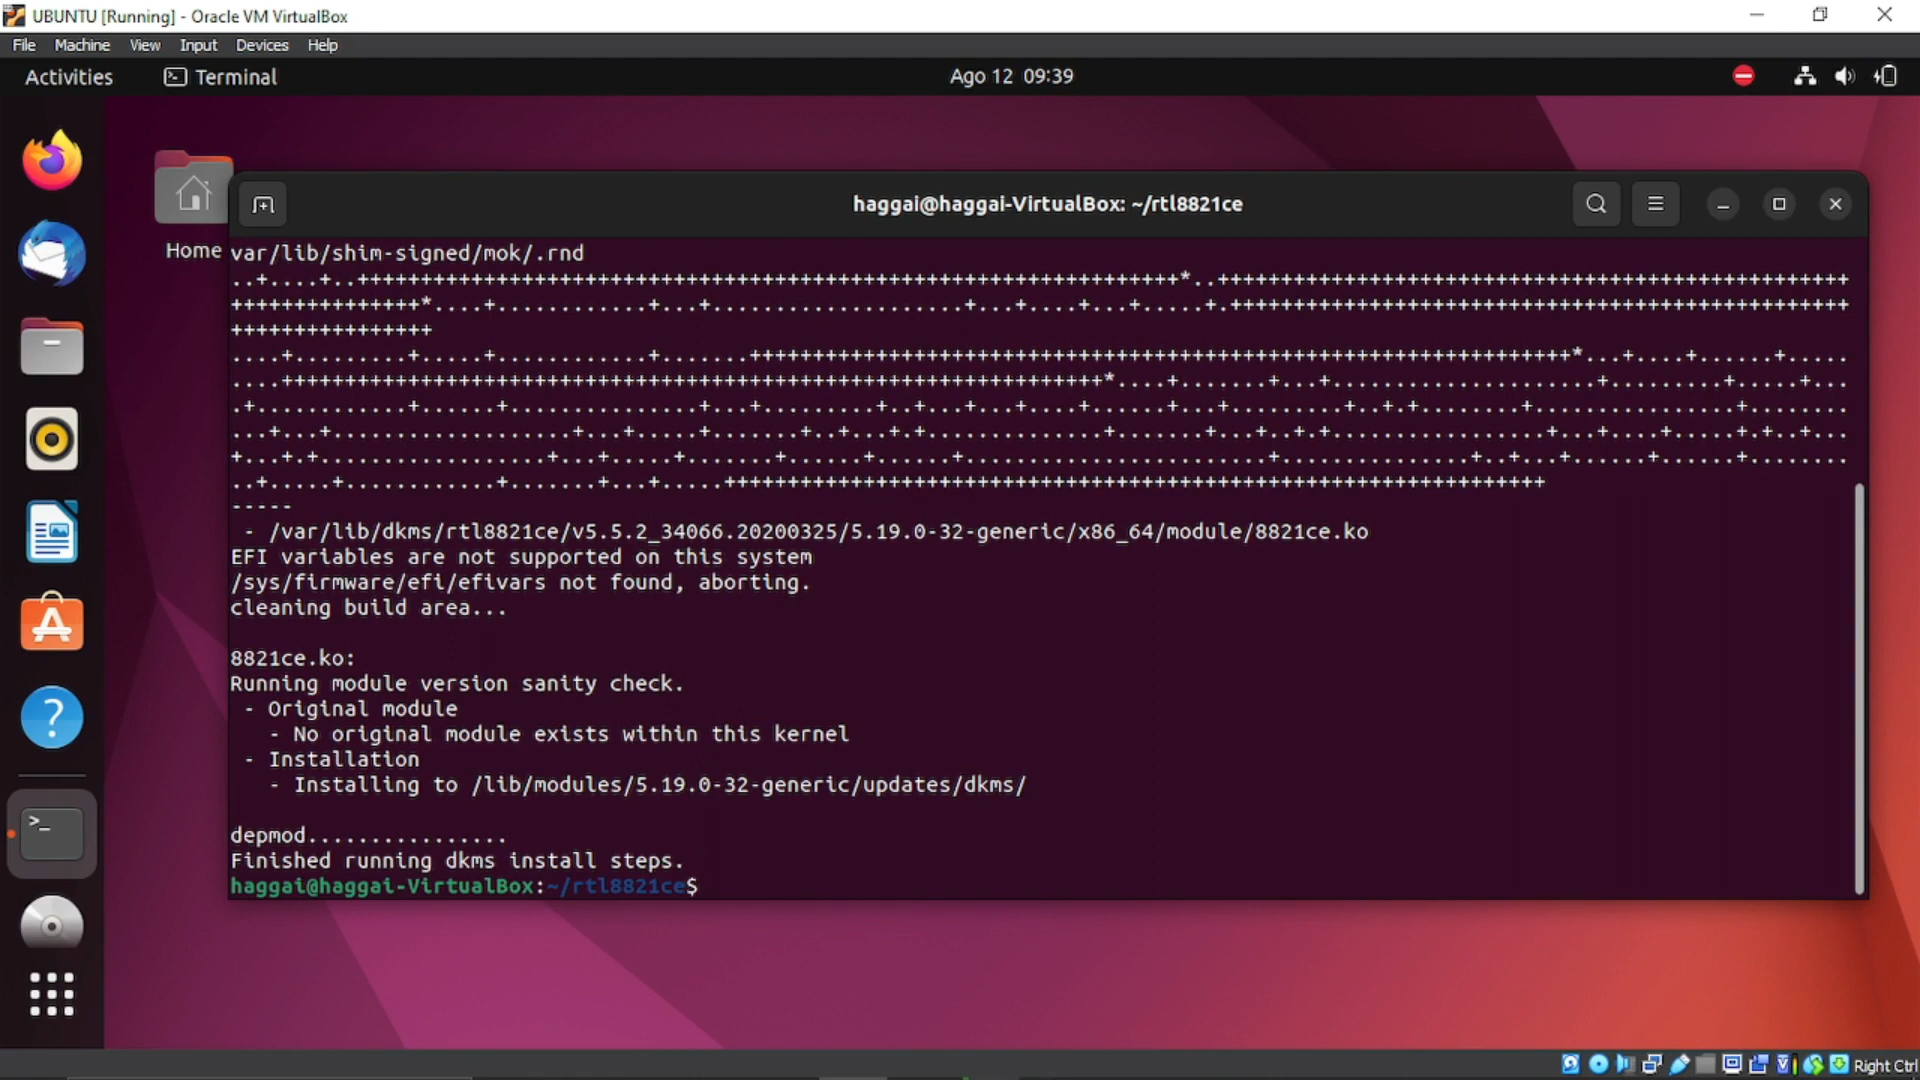 UBUNTU [Running] - Oracle VM VirtualBox
File Machine View Input Devices Help
Activities Terminal Ago 12 09:39
Home
haggai@haggai-VirtualBox: ~/rtl8821ce
var/lib/shim-signed/mok/.rnd
-----
- /var/lib/dkms/rtl8821ce/v5.5.2_34066.20200325/5.19.0-32-generic/x86_64/module/8821ce.ko
EFI variables are not supported on this system
/sys/firmware/efi/efivars not found, aborting.
cleaning build area...
8821ce.ko:
Running module version sanity check.
- Original module
- No original module exists within this kernel
- Installation
- Installing to /lib/modules/5.19.0-32-generic/updates/dkms/
depmod................
Finished running dkms install steps.
haggai@haggai-VirtualBox:~/rtl8821ce$
Right Ctrl